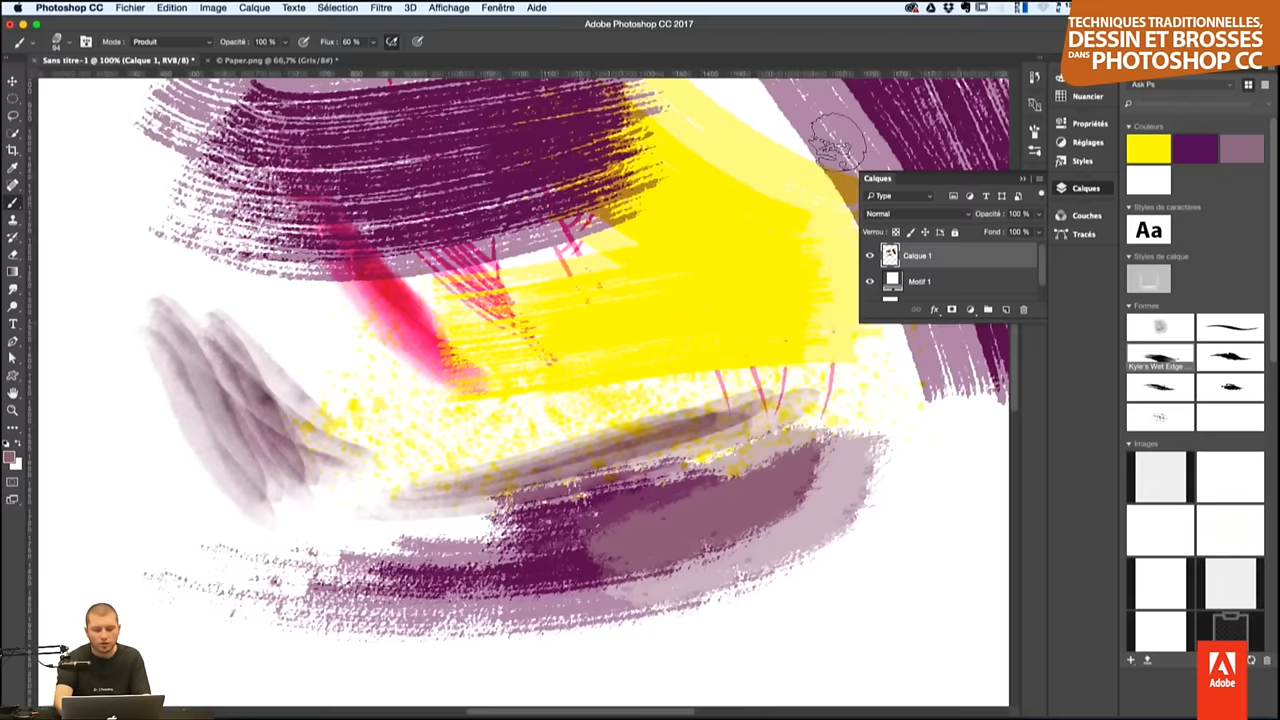 Photoshop CC Fichier Edition Image Calque Texte Sélection Filtre 3D Affichage Fenêtre Aide
Adobe Photoshop CC 2017
TECHNIQUES TRADITIONNELLES,
DESSIN ET BROSSES
DANS PHOTOSHOP CC
94 Mode : Produit Opacité : 100 % Flux : 60 %
Sans titre-1 @ 100% (Calque 1, RVB/8) * © Paper.png @ 66,7% (Gris/8#) *
Ask Ps
Nuancier
Propriétés
Réglages
Styles
Calques
Couches
Tracés
Calques
Type
Normal Opacité : 100 %
Verrou : Fond : 100 %
Calque 1
Motif 1
fx
Couleurs
Styles de caractères
Aa
Styles de calque
Formes
Kyle's Wet Edge ...
Images
Adobe